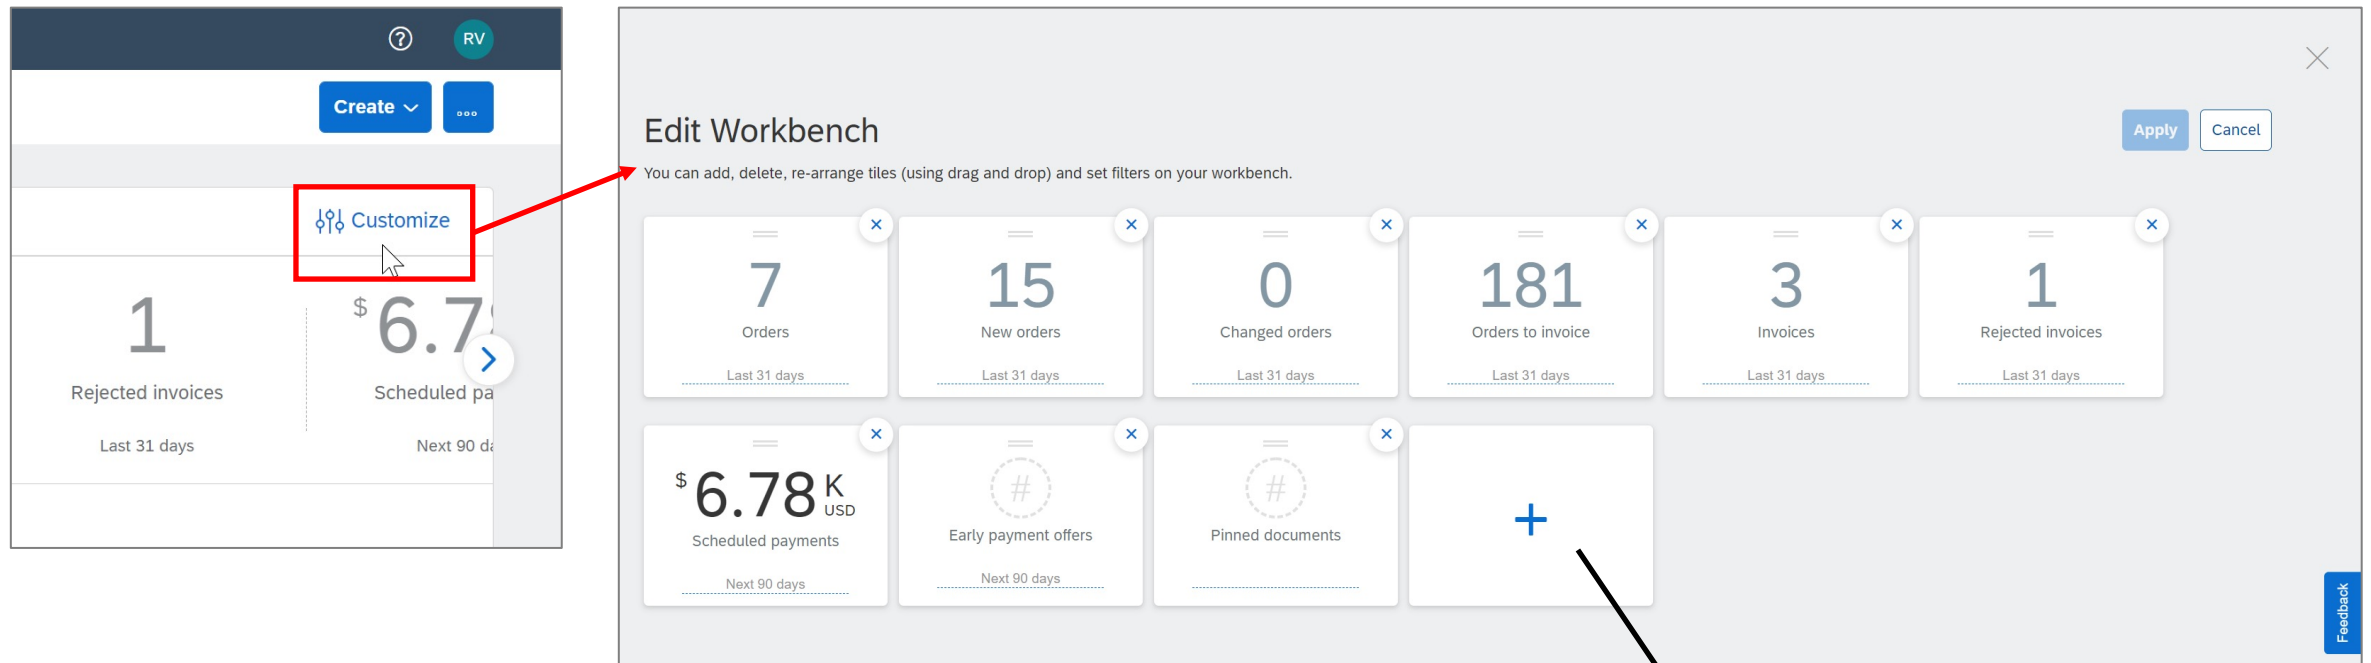 RV
Create
Customize
1
Rejected invoices
Last 31 days
$ 6.7
Scheduled pa
Next 90 da
Edit Workbench
Apply
Cancel
You can add, delete, re-arrange tiles (using drag and drop) and set filters on your workbench.
7
Orders
Last 31 days
15
New orders
Last 31 days
0
Changed orders
Last 31 days
181
Orders to invoice
Last 31 days
3
Invoices
Last 31 days
1
Rejected invoices
Last 31 days
$ 6.78 K
USD
Scheduled payments
Next 90 days
#
Early payment offers
Next 90 days
#
Pinned documents
Feedback